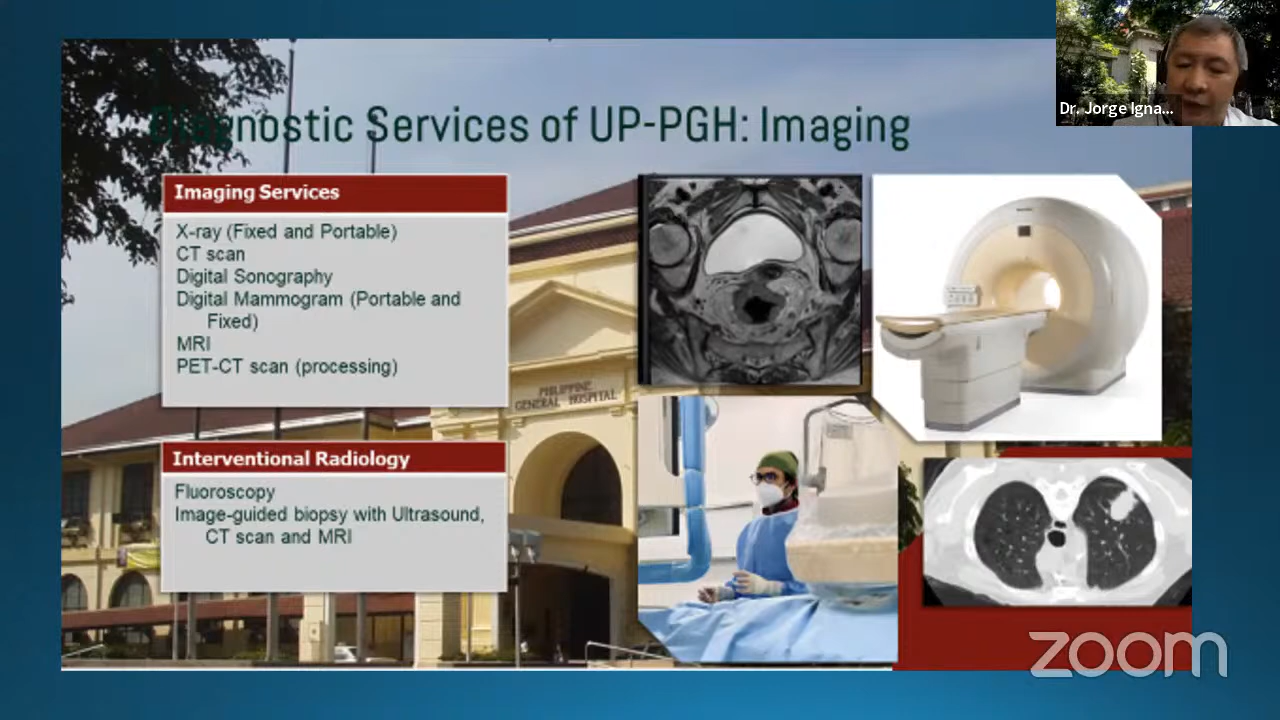 Dr. Jorge Igna...
Diagnostic Services of UP-PGH: Imaging
Imaging Services
X-ray (Fixed and Portable)
CT scan
Digital Sonography
Digital Mammogram (Portable and
Fixed)
MRI
PET-CT scan (processing)
PHILIPPINE
GENERAL HOSPITAL
Interventional Radiology
Fluoroscopy
Image-guided biopsy with Ultrasound,
CT scan and MRI
zoom